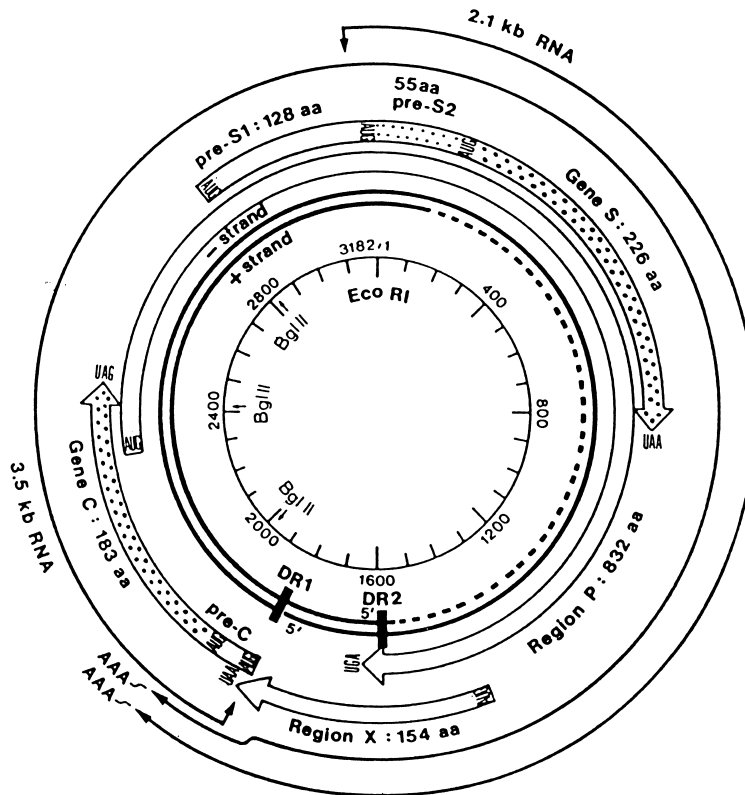 2.1 kb RNA
55aa
pre-S2
pre-S1 : 128 aa
AUG
AUG
AUG
Gene S : 226 aa
UAA
− strand
+ strand
3182/1
Eco RI
400
800
1200
1600
2000
2400
2800
Bgl II
Bgl II
Bgl II
UAG
AUG
Gene C : 183 aa
3.5 kb RNA
pre-C
AUG
AUG
DR1
5'
DR2
5'
Region P : 832 aa
UGA
UAA
AUG
Region X : 154 aa
AAA
AAA